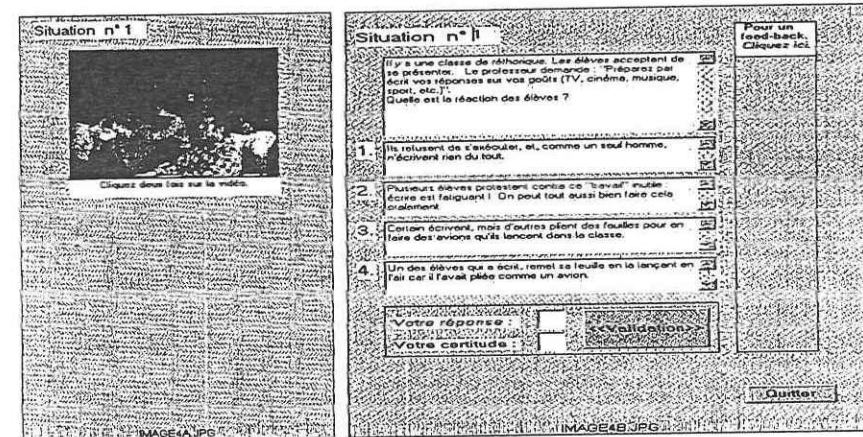 Situation n° 1
Cliquez deux fois sur la vidéo.
IMAGE4A.JPG
Situation n° 1
Il y a une classe de réthorique. Les élèves acceptent de
se présenter. Le professeur demande : "Préparez par
écrit vos réponses sur vos goûts (TV, cinéma, musique,
sport, etc.)".
Quelle est la réaction des élèves ?
1. Ils refusent de s'exécuter, et, comme un seul homme,
n'écrivent rien du tout.
2. Plusieurs élèves protestent contre ce "travail" inutile :
écrire est fatiguant ! On peut tout aussi bien faire cela
oralement.
3. Certain écrivent, mais d'autres plient des feuilles pour en
faire des avions qu'ils lancent dans la classe.
4. Un des élèves qui a écrit, remet sa feuille en la lançant en
l'air car il l'avait pliée comme un avion.
Votre réponse :
Votre certitude :
<<Validation>>
Pour un
feed-back.
Cliquez ici.
Quitter
IMAGE4B.JPG